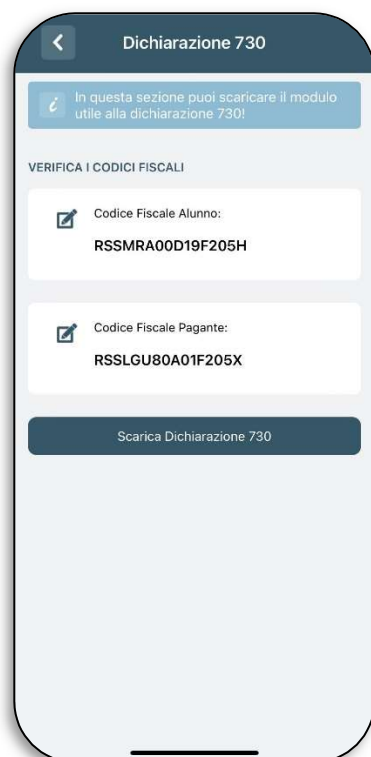 Dichiarazione 730
i
In questa sezione puoi scaricare il modulo
utile alla dichiarazione 730!
VERIFICA I CODICI FISCALI
Codice Fiscale Alunno:
RSSMRA00D19F205H
Codice Fiscale Pagante:
RSSLGU80A01F205X
Scarica Dichiarazione 730